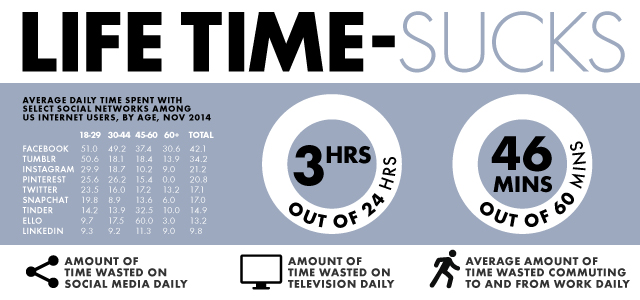 LIFE TIME-SUCKS
AVERAGE DAILY TIME SPENT WITH
SELECT SOCIAL NETWORKS AMONG
US INTERNET USERS, BY AGE, NOV 2014
18-29 30-44 45-60 60+ TOTAL
FACEBOOK 51.0 49.2 37.4 30.6 42.1
TUMBLR 50.6 18.1 18.4 13.9 34.2
INSTAGRAM 29.9 18.7 10.2 9.0 21.2
PINTEREST 25.6 26.2 15.4 0.0 20.8
TWITTER 23.5 16.0 17.2 13.2 17.1
SNAPCHAT 19.8 8.9 13.6 6.0 17.0
TINDER 14.2 13.9 32.5 10.0 14.9
ELLO 9.7 17.5 60.0 3.0 13.2
LINKEDIN 9.3 9.2 11.3 9.0 9.8
3 HRS
OUT OF 24 HRS
46
MINS
OUT OF 60 MINS
AMOUNT OF
TIME WASTED ON
SOCIAL MEDIA DAILY
AMOUNT OF
TIME WASTED ON
TELEVISION DAILY
AVERAGE AMOUNT OF
TIME WASTED COMMUTING
TO AND FROM WORK DAILY